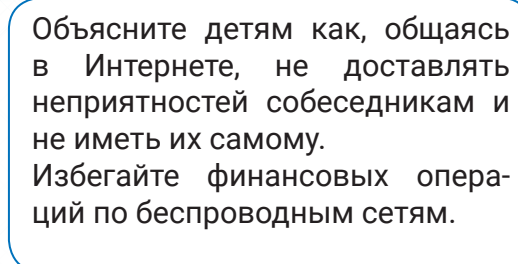 Объясните детям как, общаясь
в Интернете, не доставлять
неприятностей собеседникам и
не иметь их самому.
Избегайте финансовых опера-
ций по беспроводным сетям.